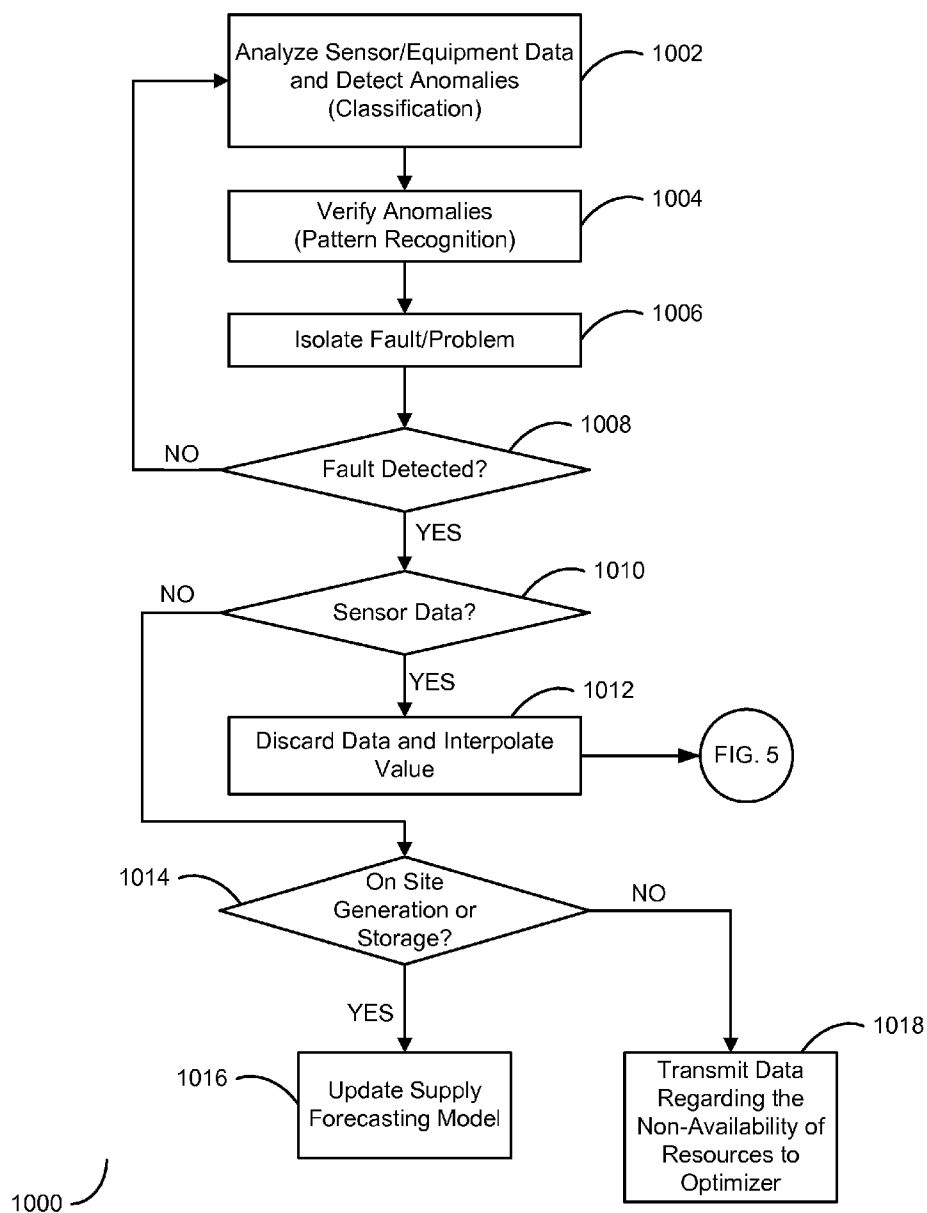 Analyze Sensor/Equipment Data
and Detect Anomalies
(Classification)
1002
Verify Anomalies
(Pattern Recognition)
1004
Isolate Fault/Problem
1006
Fault Detected?
1008
NO
YES
Sensor Data?
1010
NO
YES
Discard Data and Interpolate
Value
1012
FIG. 5
On Site
Generation or
Storage?
1014
NO
YES
Update Supply
Forecasting Model
1016
Transmit Data
Regarding the
Non-Availability of
Resources to
Optimizer
1018
1000